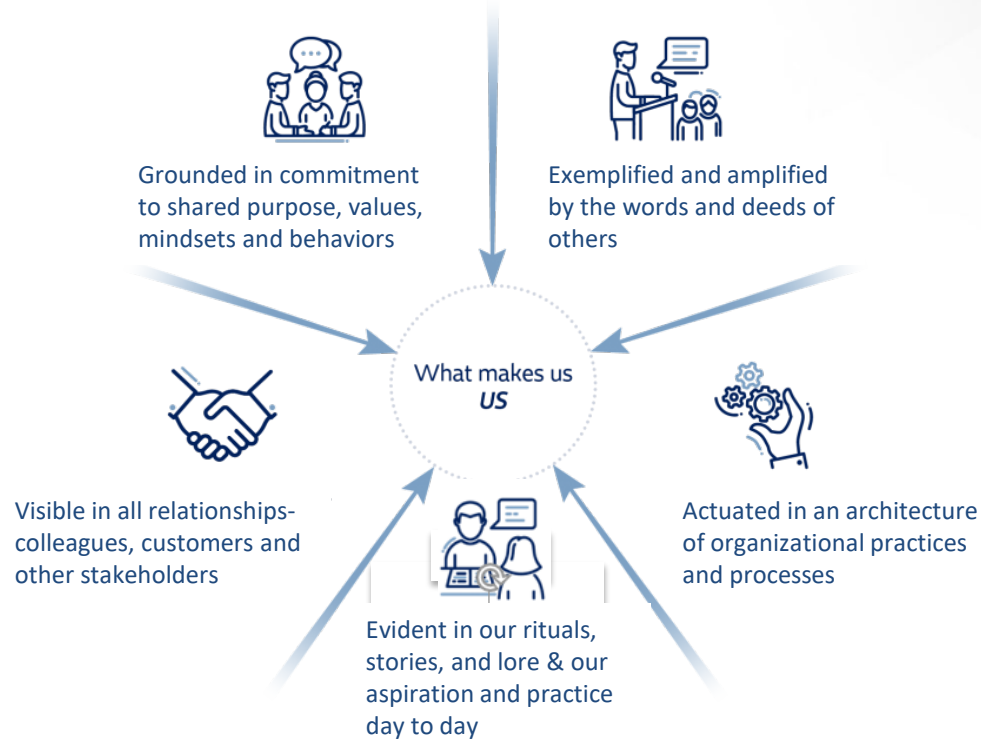 Grounded in commitment
to shared purpose, values,
mindsets and behaviors
Exemplified and amplified
by the words and deeds of
others
What makes us
US
Visible in all relationships-
colleagues, customers and
other stakeholders
Actuated in an architecture
of organizational practices
and processes
Evident in our rituals,
stories, and lore & our
aspiration and practice
day to day